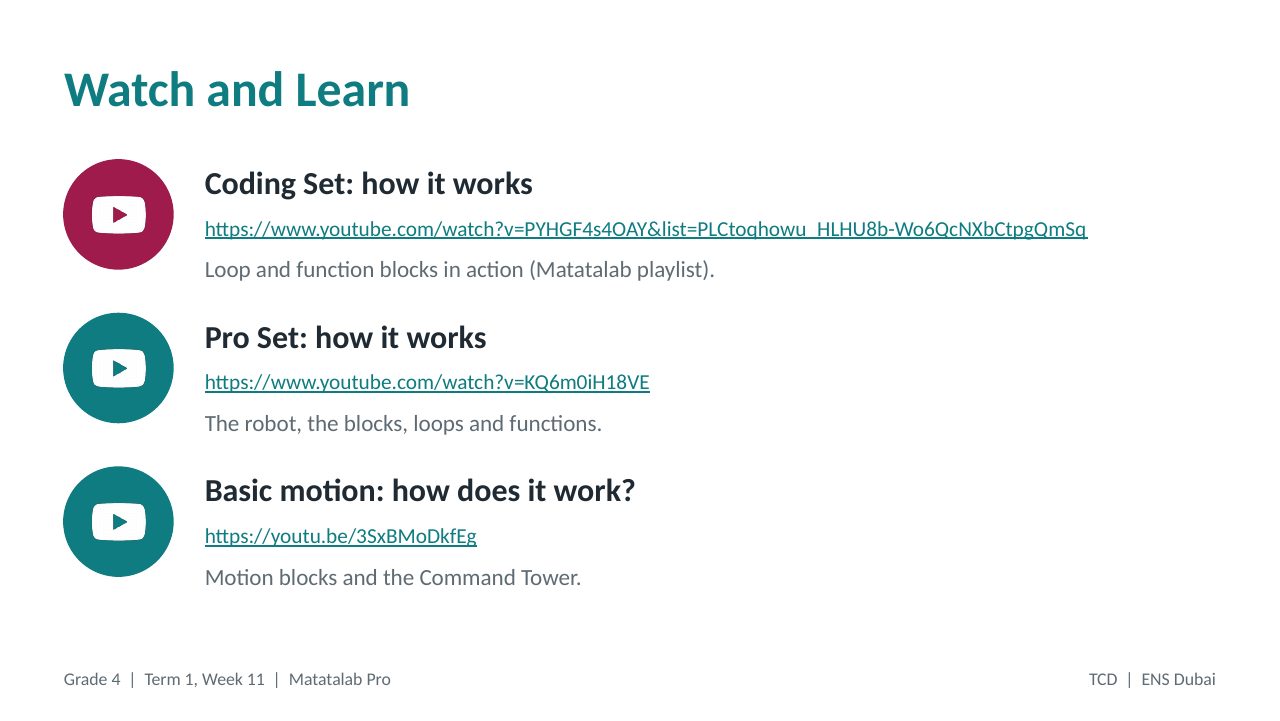 Watch and Learn
Coding Set: how it works
https://www.youtube.com/watch?v=PYHGF4s4OAY&list=PLCtoqhowu_HLHU8b-Wo6QcNXbCtpgQmSq
Loop and function blocks in action (Matatalab playlist).
Pro Set: how it works
https://www.youtube.com/watch?v=KQ6m0iH18VE
The robot, the blocks, loops and functions.
Basic motion: how does it work?
https://youtu.be/3SxBMoDkfEg
Motion blocks and the Command Tower.
Grade 4 | Term 1, Week 11 | Matatalab Pro
TCD | ENS Dubai